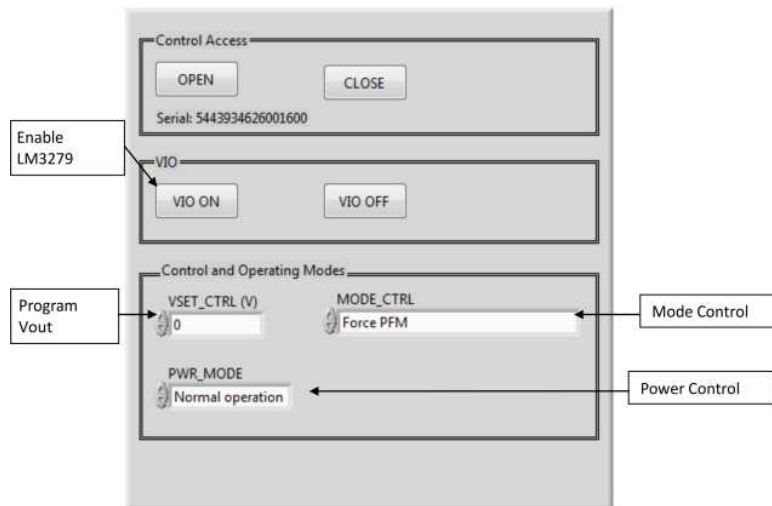 Control Access
OPEN
CLOSE
Serial: 5443934626001600
Enable
LM3279
VIO
VIO ON
VIO OFF
Control and Operating Modes
Program
Vout
VSET_CTRL (V)
0
MODE_CTRL
Force PFM
Mode Control
PWR_MODE
Normal operation
Power Control